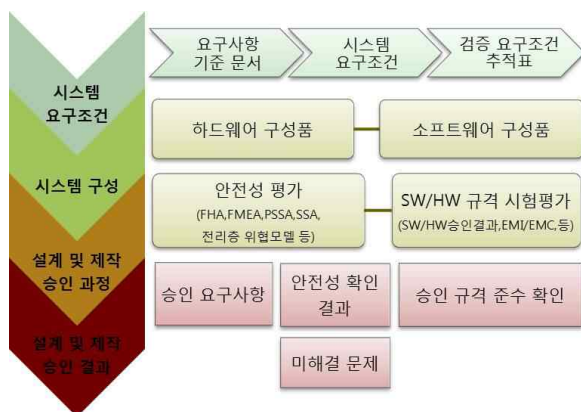 시스템
요구조건
요구사항
기준 문서
시스템
요구조건
검증 요구조건
추적표
시스템 구성
하드웨어 구성품
소프트웨어 구성품
설계 및 제작
승인 과정
안전성 평가
(FHA,FMEA,PSSA,SSA,
전리층 위협모델 등)
SW/HW 규격 시험평가
(SW/HW승인결과,EMI/EMC,등)
설계 및 제작
승인 결과
승인 요구사항
안전성 확인
결과
승인 규격 준수 확인
미해결 문제